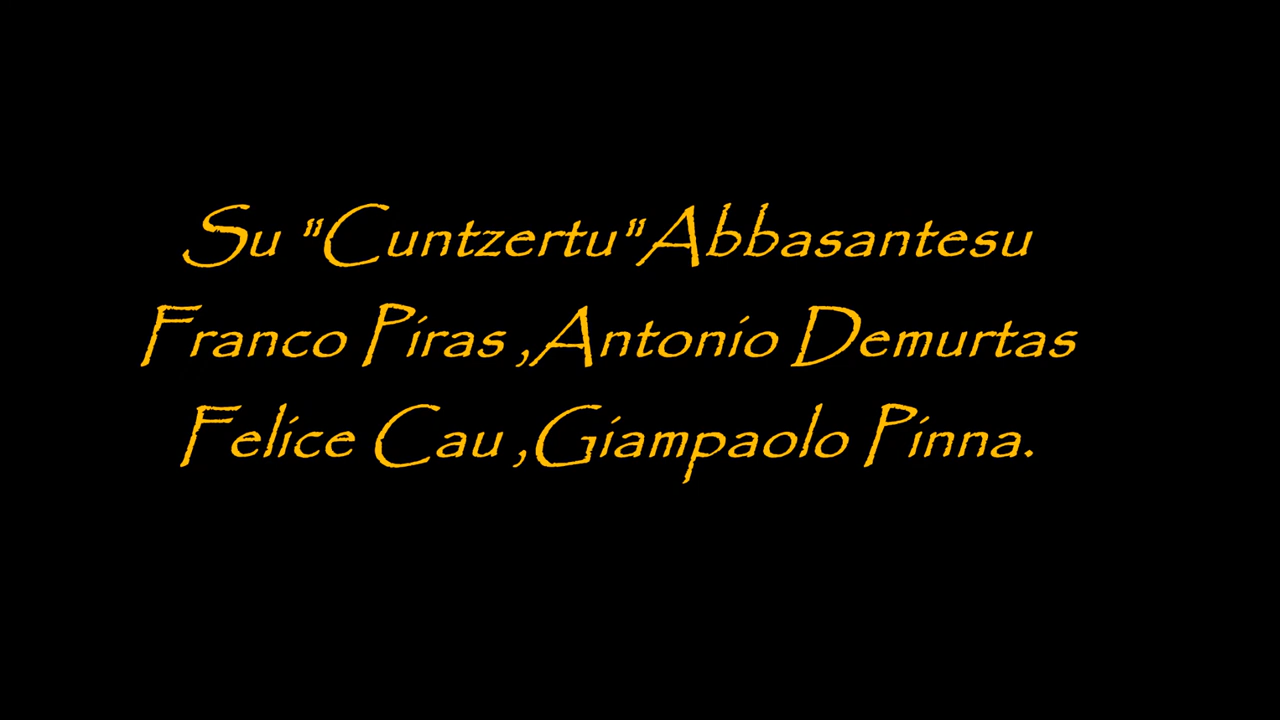 Su "Cuntzertu"Abbasantesu
Franco Piras ,Antonio Demurtas
Felice Cau ,Giampaolo Pinna.